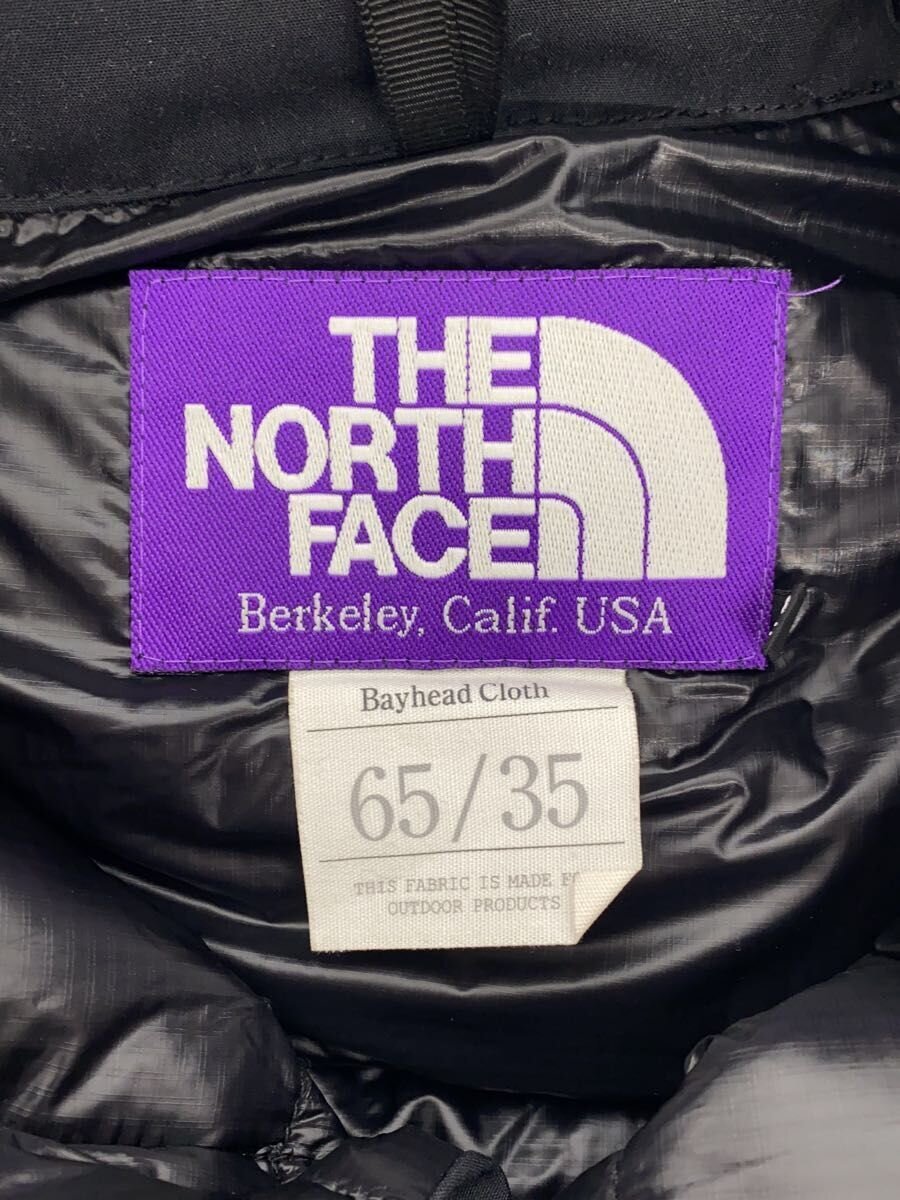 THE
NORTH
FACE
Berkeley, Calif. USA
Bayhead Cloth
65/35
THIS FABRIC IS MADE
OUTDOOR PRODUCTS